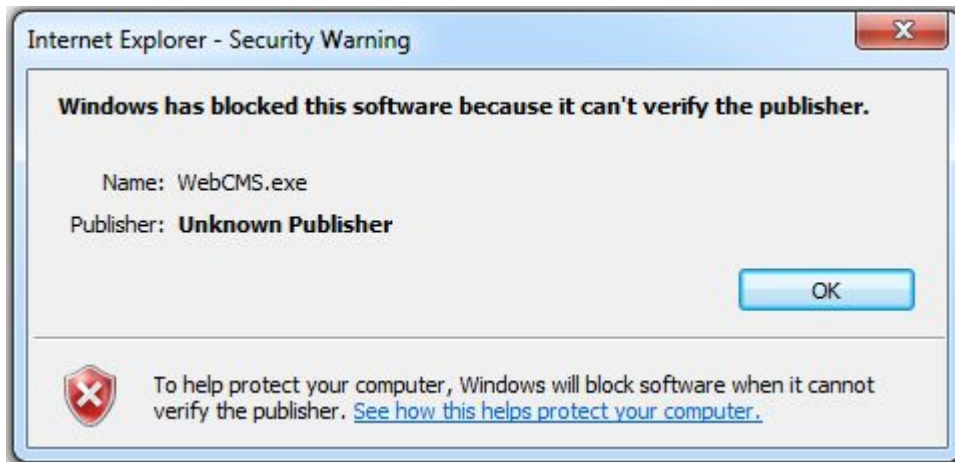 Internet Explorer - Security Warning
Windows has blocked this software because it can't verify the publisher.
Name: WebCMS.exe
Publisher: Unknown Publisher
OK
To help protect your computer, Windows will block software when it cannot
verify the publisher. See how this helps protect your computer.